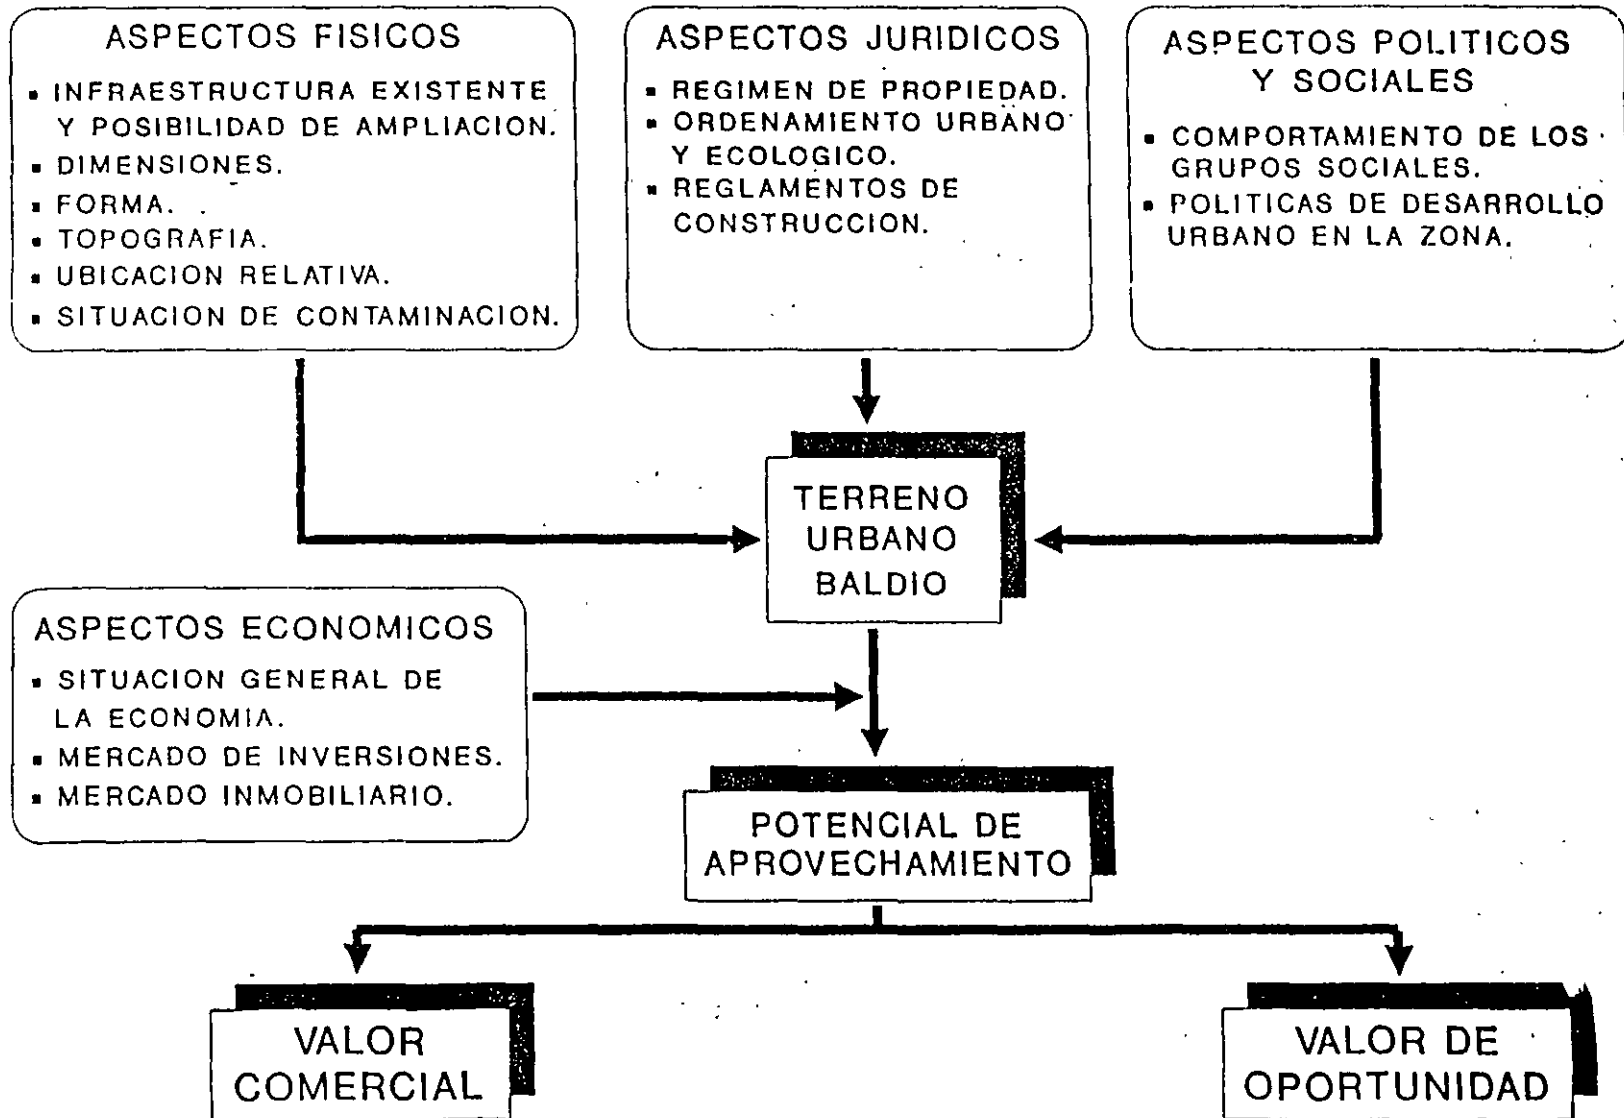 ASPECTOS FISICOS
▪ INFRAESTRUCTURA EXISTENTE
Y POSIBILIDAD DE AMPLIACION.
▪ DIMENSIONES.
▪ FORMA.
▪ TOPOGRAFIA.
▪ UBICACION RELATIVA.
▪ SITUACION DE CONTAMINACION.
ASPECTOS JURIDICOS
▪ REGIMEN DE PROPIEDAD.
▪ ORDENAMIENTO URBANO
Y ECOLOGICO.
▪ REGLAMENTOS DE
CONSTRUCCION.
ASPECTOS POLITICOS
Y SOCIALES
▪ COMPORTAMIENTO DE LOS
GRUPOS SOCIALES.
▪ POLITICAS DE DESARROLLO
URBANO EN LA ZONA.
TERRENO
URBANO
BALDIO
ASPECTOS ECONOMICOS
▪ SITUACION GENERAL DE
LA ECONOMIA.
▪ MERCADO DE INVERSIONES.
▪ MERCADO INMOBILIARIO.
POTENCIAL DE
APROVECHAMIENTO
VALOR
COMERCIAL
VALOR DE
OPORTUNIDAD